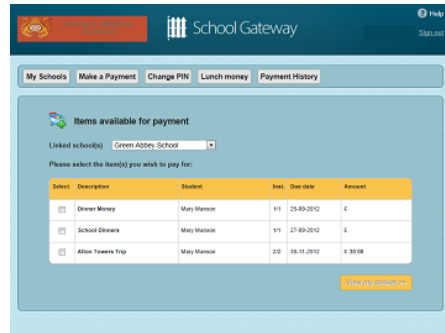 Help
School Gateway
Sign out
My Schools Make a Payment Change PIN Lunch money Payment History
Items available for payment
Linked school(s) Green Abbey School
Please select the item(s) you wish to pay for:
Select Description Student Inst. Due date Amount
Dinner Money Mary Manson 1/1 25-09-2012 £
School Dinners Mary Manson 1/1 27-09-2012 £
Alton Towers Trip Mary Manson 2/2 30-11-2012 £ 30.00
View my basket >>